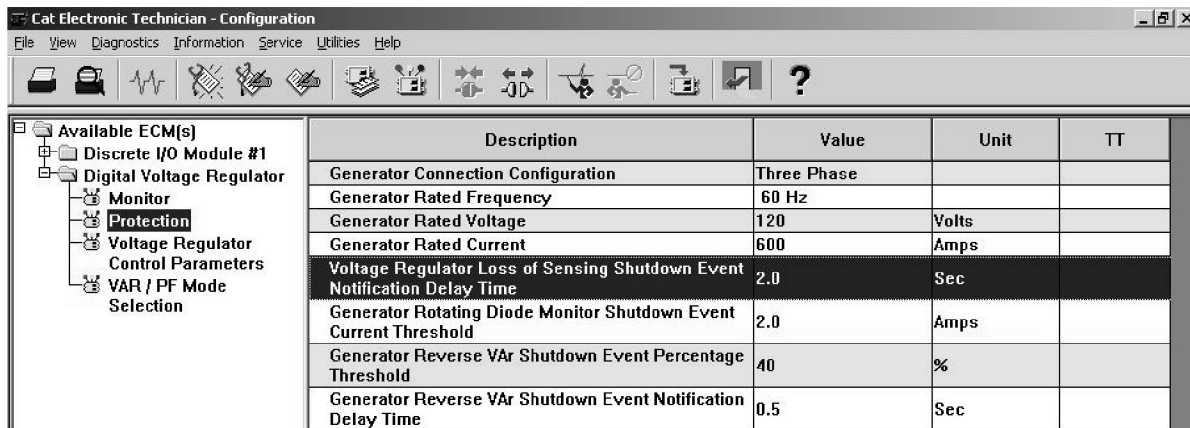 Cat Electronic Technician - Configuration
File View Diagnostics Information Service Utilities Help
Available ECM(s)
Discrete I/O Module #1
Digital Voltage Regulator
Monitor
Protection
Voltage Regulator
Control Parameters
VAR / PF Mode
Selection
Description Value Unit TT
Generator Connection Configuration Three Phase
Generator Rated Frequency 60 Hz
Generator Rated Voltage 120 Volts
Generator Rated Current 600 Amps
Voltage Regulator Loss of Sensing Shutdown Event
Notification Delay Time 2.0 Sec
Generator Rotating Diode Monitor Shutdown Event
Current Threshold 2.0 Amps
Generator Reverse VAr Shutdown Event Percentage
Threshold 40 %
Generator Reverse VAr Shutdown Event Notification
Delay Time 0.5 Sec